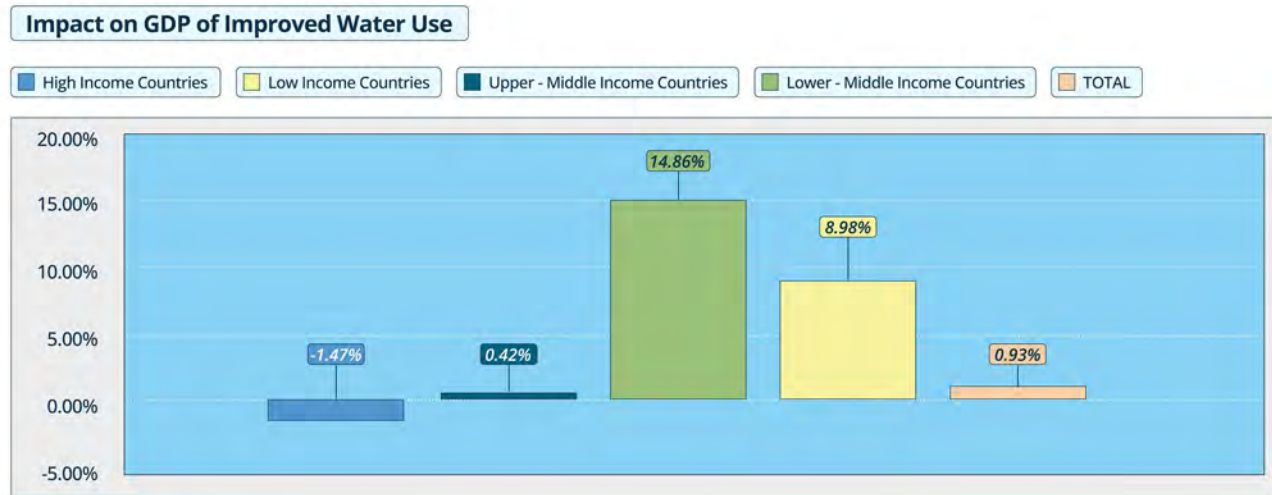 Impact on GDP of Improved Water Use
High Income Countries
Low Income Countries
Upper - Middle Income Countries
Lower - Middle Income Countries
TOTAL
20.00%
14.86%
15.00%
8.98%
10.00%
5.00%
-1.47%
0.42%
0.93%
0.00%
-5.00%